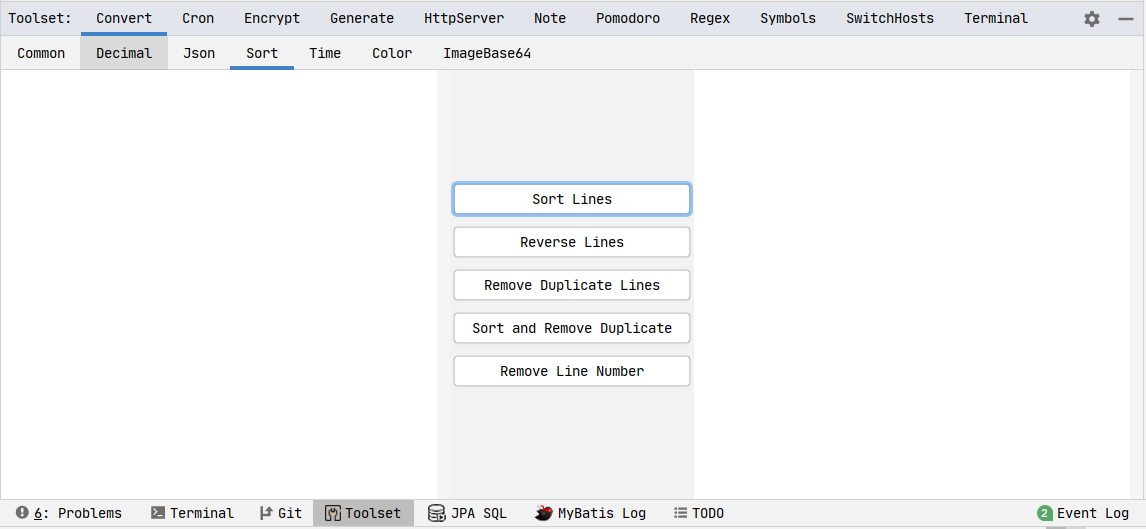 Toolset: Convert Cron Encrypt Generate HttpServer Note Pomodoro Regex Symbols SwitchHosts Terminal
Common Decimal Json Sort Time Color ImageBase64
Sort Lines
Reverse Lines
Remove Duplicate Lines
Sort and Remove Duplicate
Remove Line Number
6: Problems Terminal Git Toolset JPA SQL MyBatis Log TODO 2 Event Log